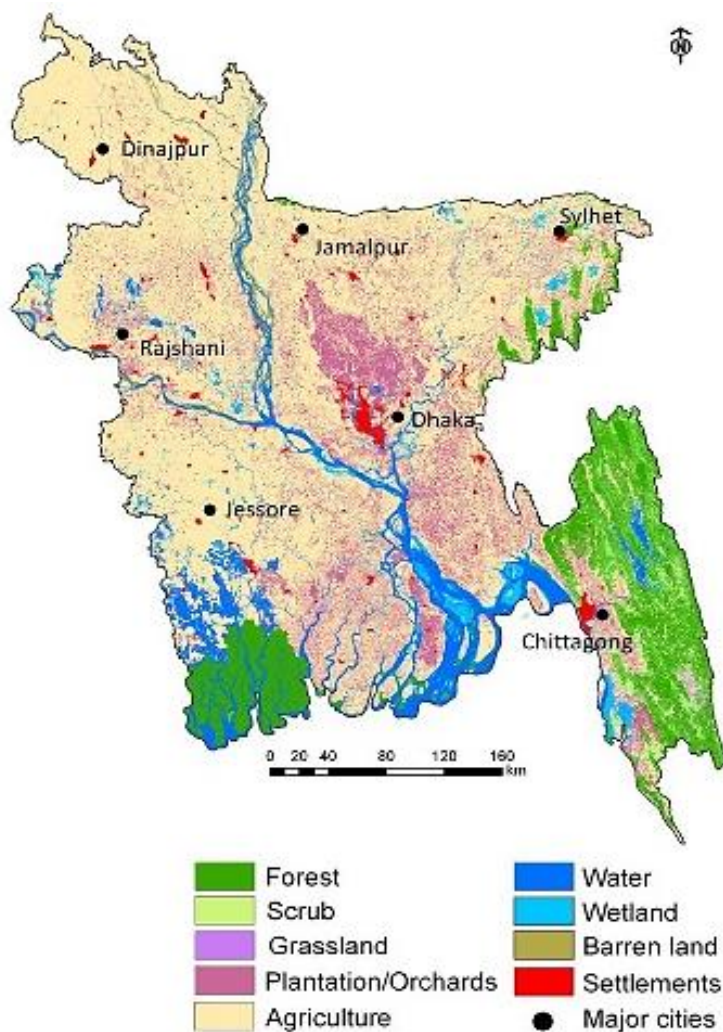 N
Dinajpur
Sylhet
Jamalpur
Rajshani
Dhaka
Jessore
Chittagong
0 20 40 80 120 160
km
Forest
Water
Scrub
Wetland
Grassland
Barren land
Plantation/Orchards
Settlements
Agriculture
Major cities